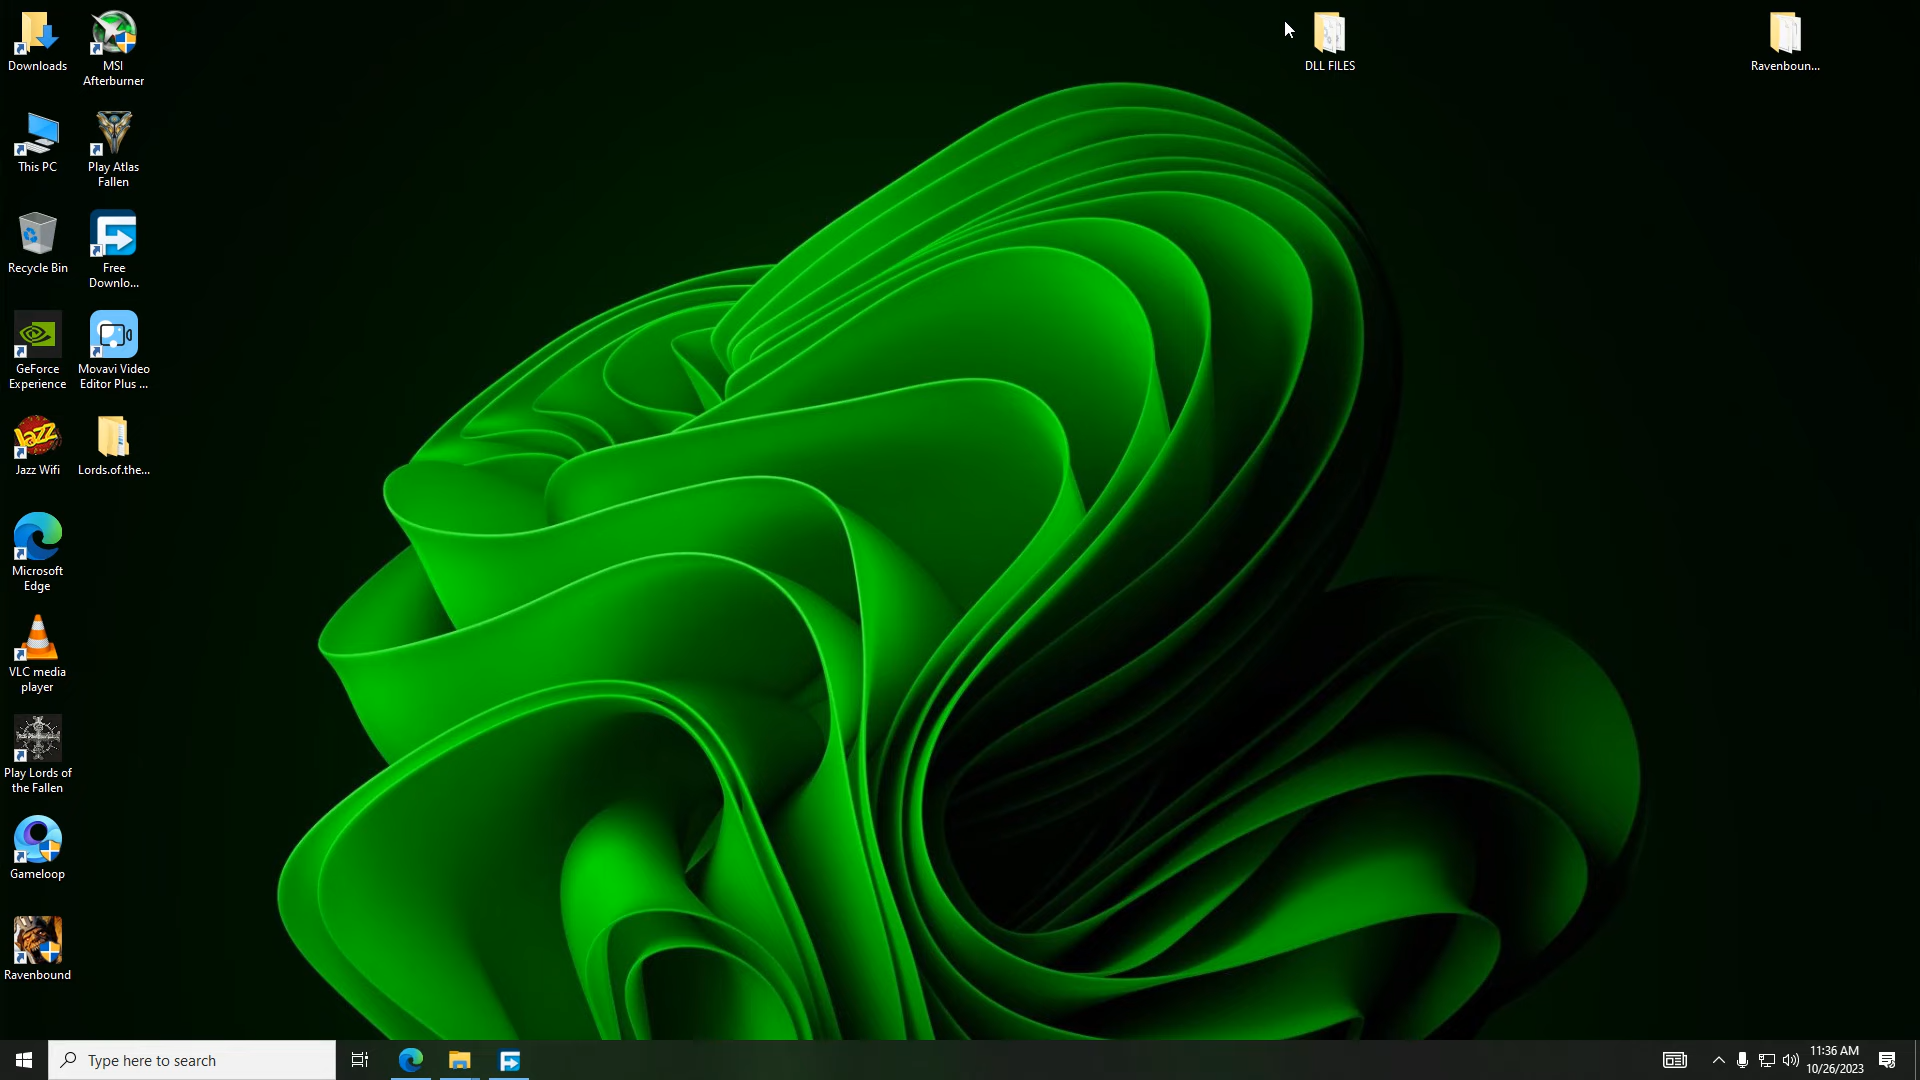 Downloads
MSI
Afterburner
DLL FILES
Ravenboun...
This PC
Play Atlas
Fallen
Recycle Bin
Free
Downlo...
GeForce
Experience
Movavi Video
Editor Plus ...
Jazz
Jazz Wifi
Lords.of.the...
Microsoft
Edge
VLC media
player
Play Lords of
the Fallen
Gameloop
Ravenbound
Type here to search
11:36 AM
10/26/2023